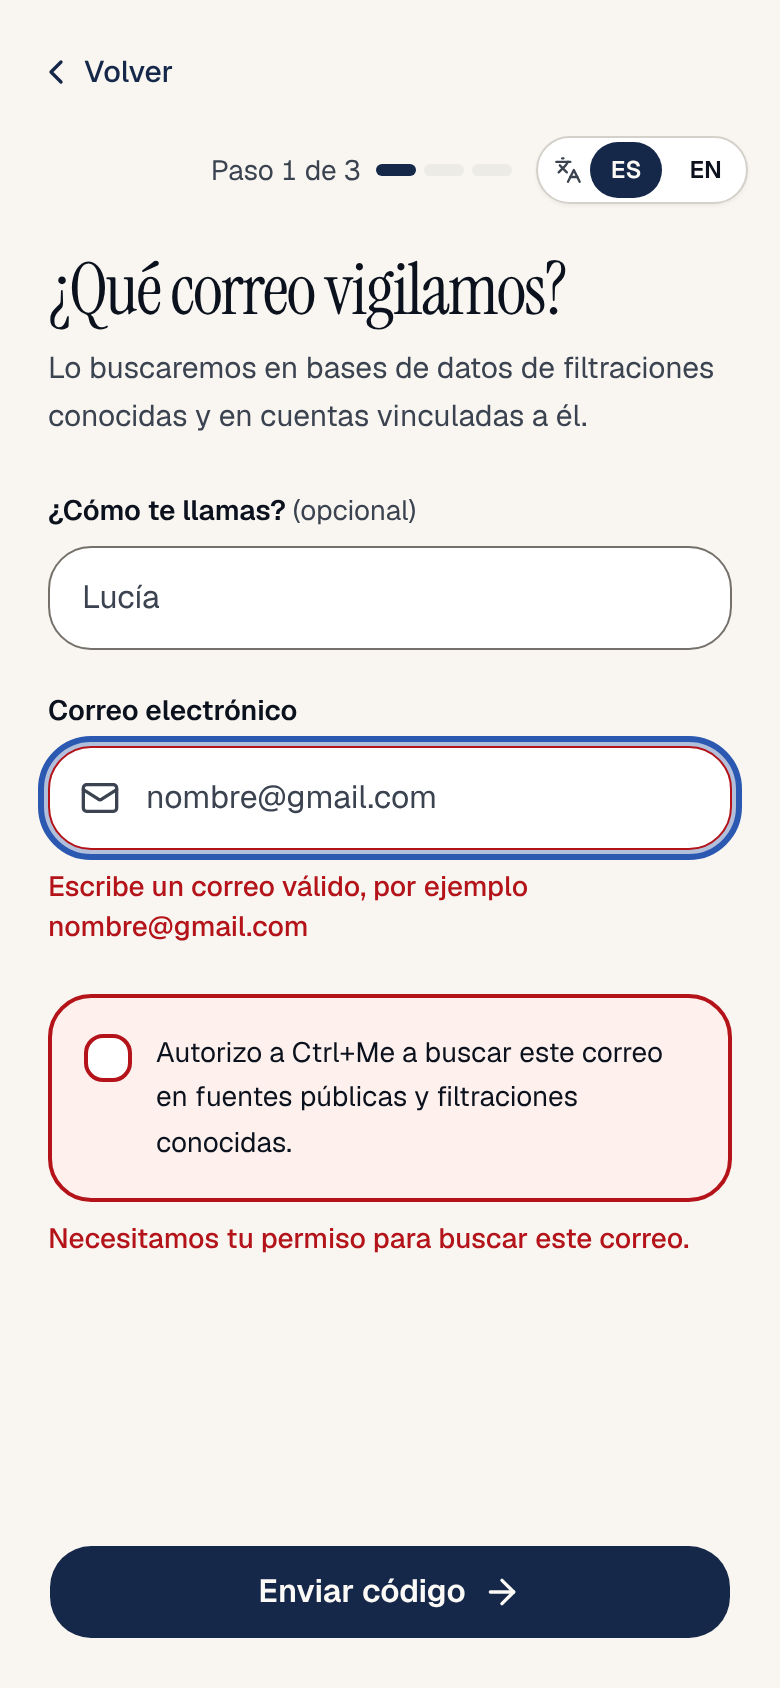 Volver
Paso 1 de 3
ES
EN
¿Qué correo vigilamos?
Lo buscaremos en bases de datos de filtraciones
conocidas y en cuentas vinculadas a él.
¿Cómo te llamas? (opcional)
Lucía
Correo electrónico
nombre@gmail.com
Escribe un correo válido, por ejemplo
nombre@gmail.com
Autorizo a Ctrl+Me a buscar este correo
en fuentes públicas y filtraciones
conocidas.
Necesitamos tu permiso para buscar este correo.
Enviar código